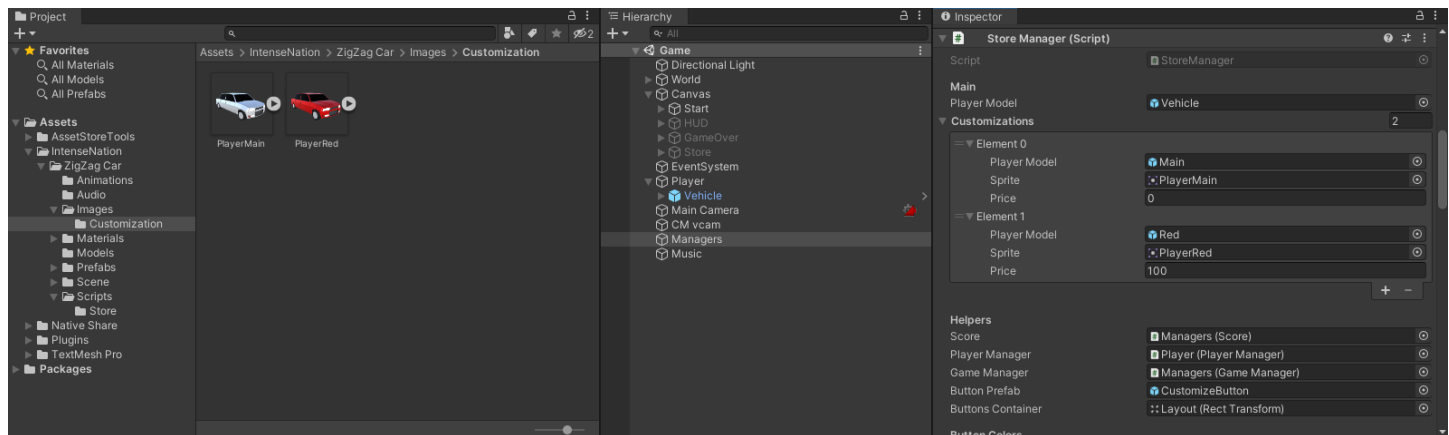 Project
2
Favorites
All Materials
All Models
All Prefabs
Assets
AssetStoreTools
IntenseNation
ZigZag Car
Animations
Audio
Images
Customization
Materials
Models
Prefabs
Scene
Scripts
Store
Native Share
Plugins
TextMesh Pro
Packages
Assets > IntenseNation > ZigZag Car > Images > Customization
PlayerMain PlayerRed
Hierarchy
All
Game
Directional Light
World
Canvas
Start
HUD
GameOver
Store
EventSystem
Player
Vehicle
Main Camera
CM vcam
Managers
Music
Inspector
# Store Manager (Script)
Script # StoreManager
Main
Player Model Vehicle
Customizations 2
Element 0
Player Model Main
Sprite PlayerMain
Price 0
Element 1
Player Model Red
Sprite PlayerRed
Price 100
+ −
Helpers
Score # Managers (Score)
Player Manager # Player (Player Manager)
Game Manager # Managers (Game Manager)
Button Prefab CustomizeButton
Buttons Container Layout (Rect Transform)
Button Colors